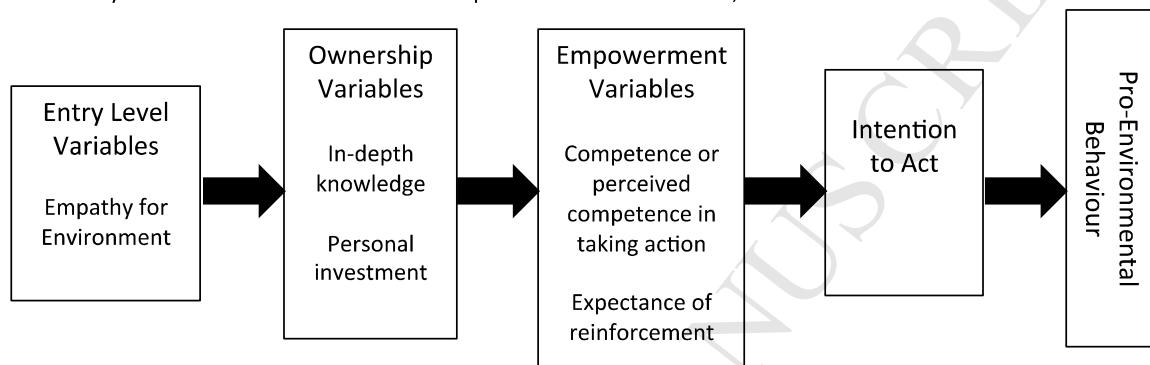 Entry Level
Variables
Empathy for
Environment
Ownership
Variables
In-depth
knowledge
Personal
investment
Empowerment
Variables
Competence or
perceived
competence in
taking action
Expectance of
reinforcement
Intention
to Act
Pro-Environmental
Behaviour